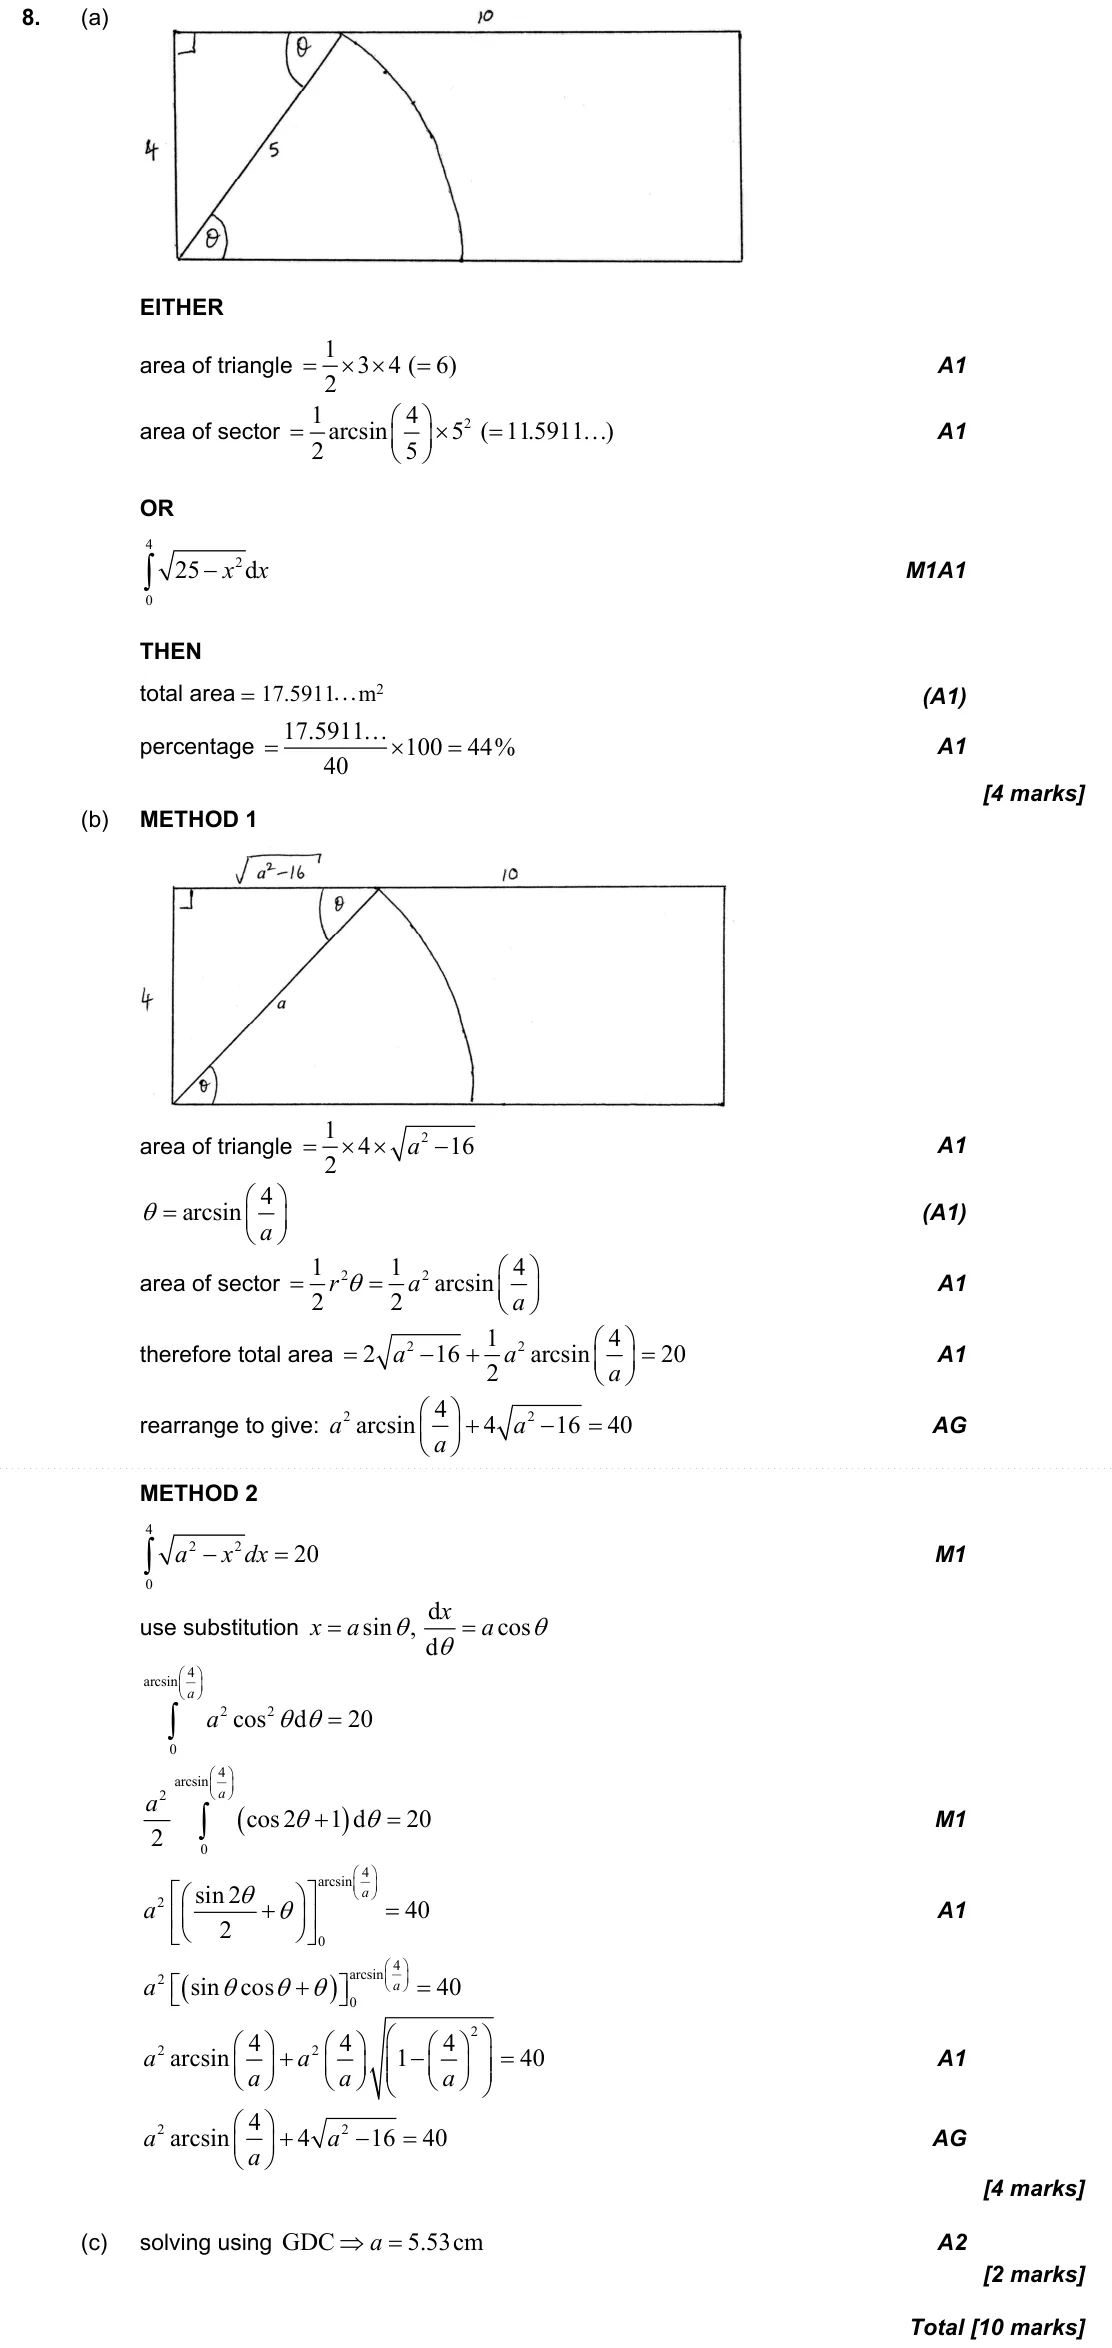 8. (a)
10
θ
4
5
θ
EITHER
area of triangle = 1/2 × 3 × 4 (= 6) A1
area of sector = 1/2 arcsin(4/5) × 5² (= 11.5911…) A1
OR
∫₀⁴ √(25 − x²) dx M1A1
THEN
total area = 17.5911… m² (A1)
percentage = 17.5911…/40 × 100 = 44% A1
[4 marks]
(b) METHOD 1
√(a²−16)
10
θ
4
a
θ
area of triangle = 1/2 × 4 × √(a² − 16) A1
θ = arcsin(4/a) (A1)
area of sector = 1/2 r²θ = 1/2 a² arcsin(4/a) A1
therefore total area = 2√(a² − 16) + 1/2 a² arcsin(4/a) = 20 A1
rearrange to give: a² arcsin(4/a) + 4√(a² − 16) = 40 AG
METHOD 2
∫₀⁴ √(a² − x²) dx = 20 M1
use substitution x = a sin θ, dx/dθ = a cos θ
∫₀^{arcsin(4/a)} a² cos² θ dθ = 20
a²/2 ∫₀^{arcsin(4/a)} (cos 2θ + 1) dθ = 20 M1
a² [(sin 2θ/2 + θ)]₀^{arcsin(4/a)} = 40 A1
a² [(sin θ cos θ + θ)]₀^{arcsin(4/a)} = 40
a² arcsin(4/a) + a² (4/a) √(1 − (4/a)²) = 40 A1
a² arcsin(4/a) + 4√(a² − 16) = 40 AG
[4 marks]
(c) solving using GDC ⇒ a = 5.53 cm A2
[2 marks]
Total [10 marks]